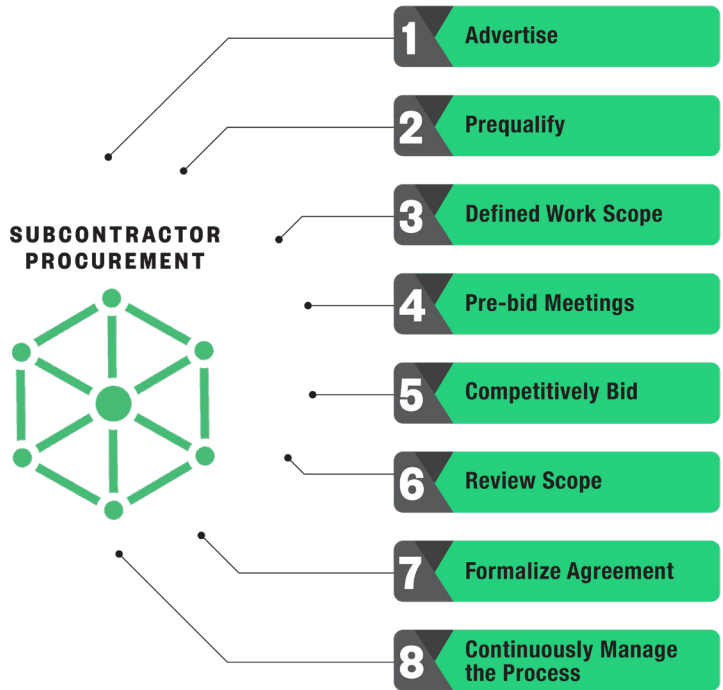 SUBCONTRACTOR
PROCUREMENT
1 Advertise
2 Prequalify
3 Defined Work Scope
4 Pre-bid Meetings
5 Competitively Bid
6 Review Scope
7 Formalize Agreement
8 Continuously Manage
the Process